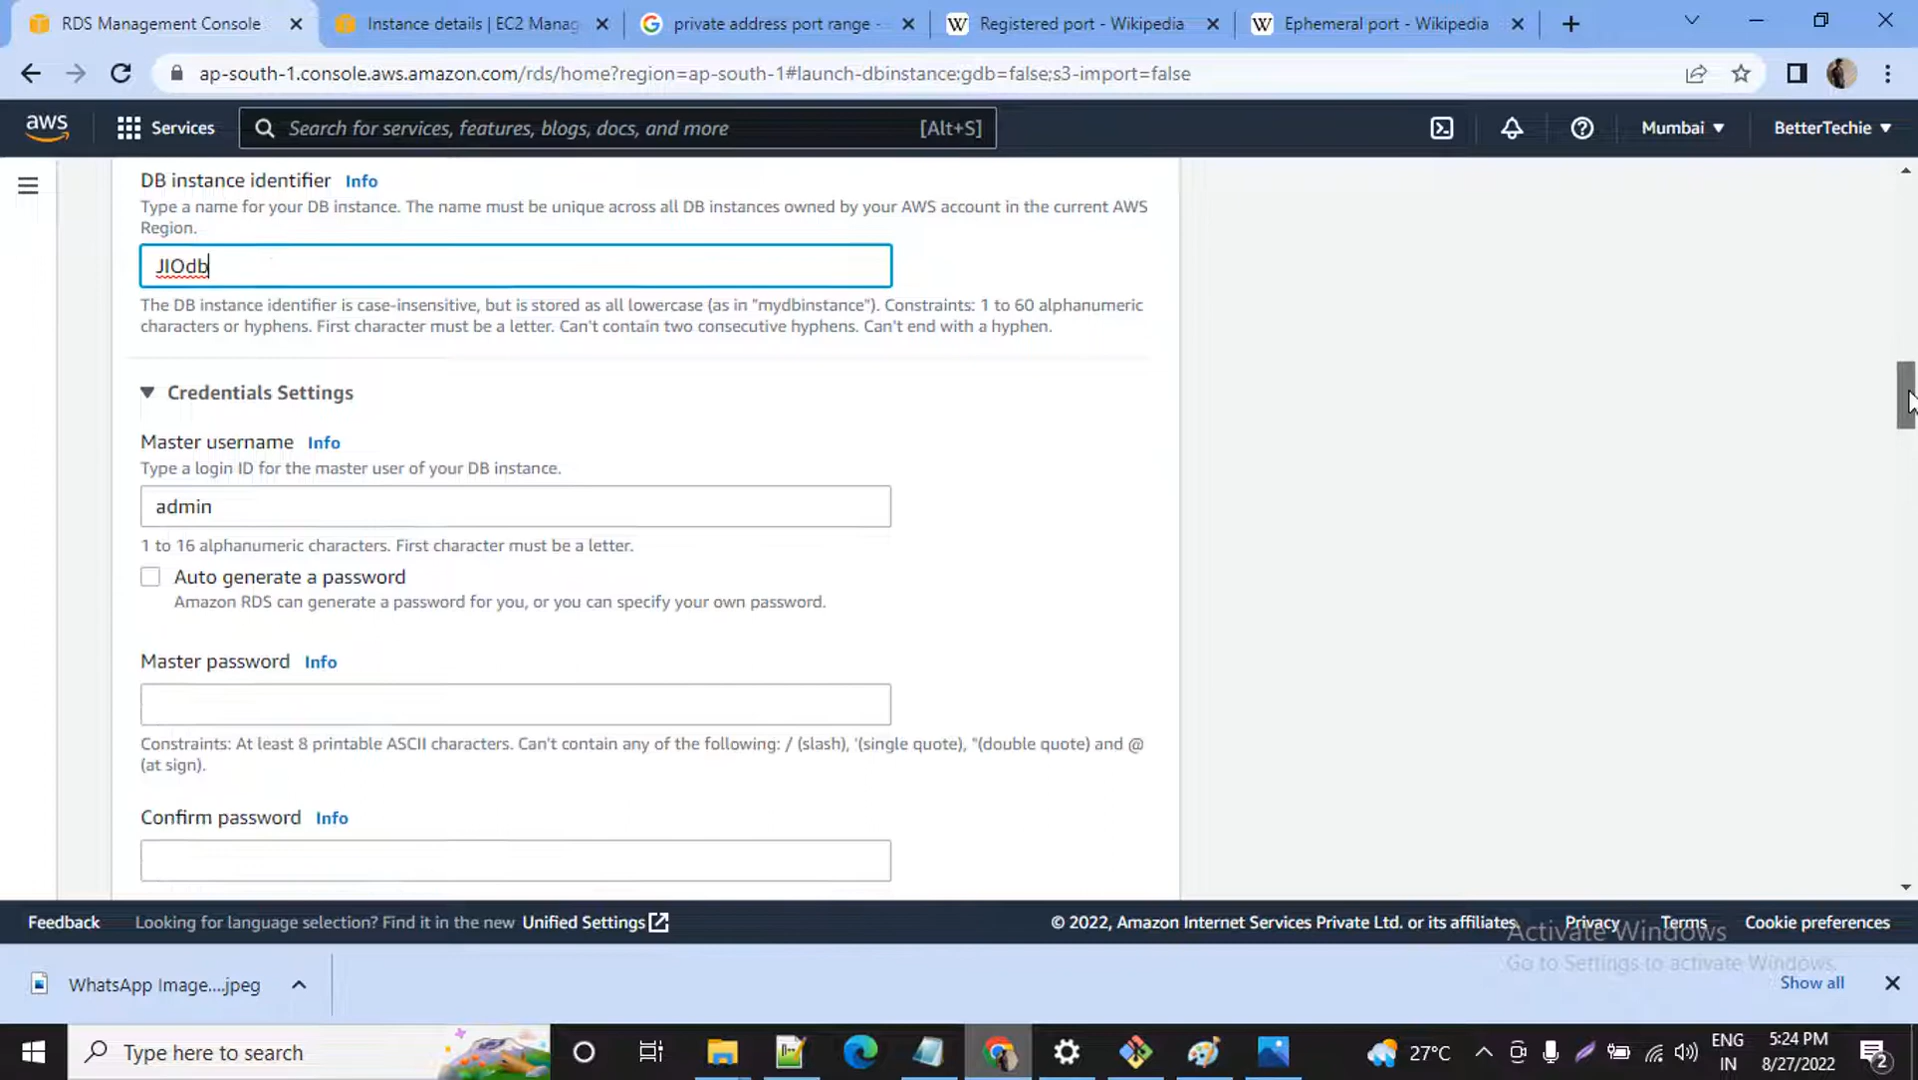 RDS Management Console
Instance details | EC2 Manag
private address port range -
Registered port - Wikipedia
Ephemeral port - Wikipedia
ap-south-1.console.aws.amazon.com/rds/home?region=ap-south-1#launch-dbinstance:gdb=false;s3-import=false
aws
Services
Search for services, features, blogs, docs, and more
[Alt+S]
Mumbai
BetterTechie
DB instance identifier Info
Type a name for your DB instance. The name must be unique across all DB instances owned by your AWS account in the current AWS
Region.
JIOdb
The DB instance identifier is case-insensitive, but is stored as all lowercase (as in "mydbinstance"). Constraints: 1 to 60 alphanumeric
characters or hyphens. First character must be a letter. Can't contain two consecutive hyphens. Can't end with a hyphen.
Credentials Settings
Master username Info
Type a login ID for the master user of your DB instance.
admin
1 to 16 alphanumeric characters. First character must be a letter.
Auto generate a password
Amazon RDS can generate a password for you, or you can specify your own password.
Master password Info
Constraints: At least 8 printable ASCII characters. Can't contain any of the following: / (slash), '(single quote), "(double quote) and @
(at sign).
Confirm password Info
Feedback
Looking for language selection? Find it in the new Unified Settings
© 2022, Amazon Internet Services Private Ltd. or its affiliates.
Privacy
Terms
Cookie preferences
Activate Windows
Go to Settings to activate Windows.
WhatsApp Image....jpeg
Show all
Type here to search
27°C
ENG
IN
5:24 PM
8/27/2022
2